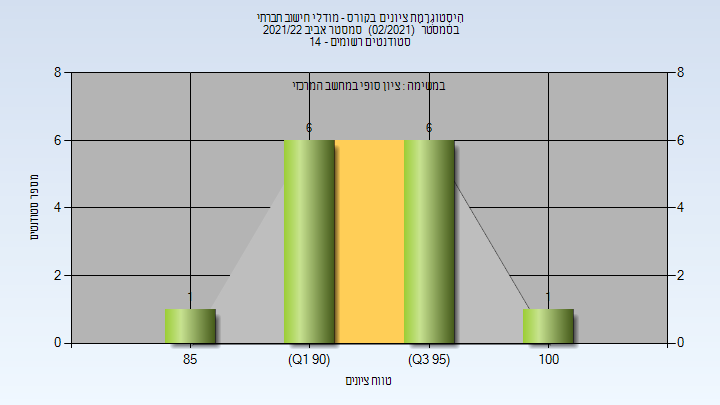 היסטוגרמת ציונים בקורס - מודלי חישוב חברתי
בסמסטר (02/2021) סמסטר אביב 2021/22
סטודנטים רשומים - 14
במשימה : ציון סופי במחשב המרכזי
8 8
6 6
4 4
2 2
0 0
6 6
1 1
מספר סטודנטים
85 (Q1 90) (Q3 95) 100
טווח ציונים